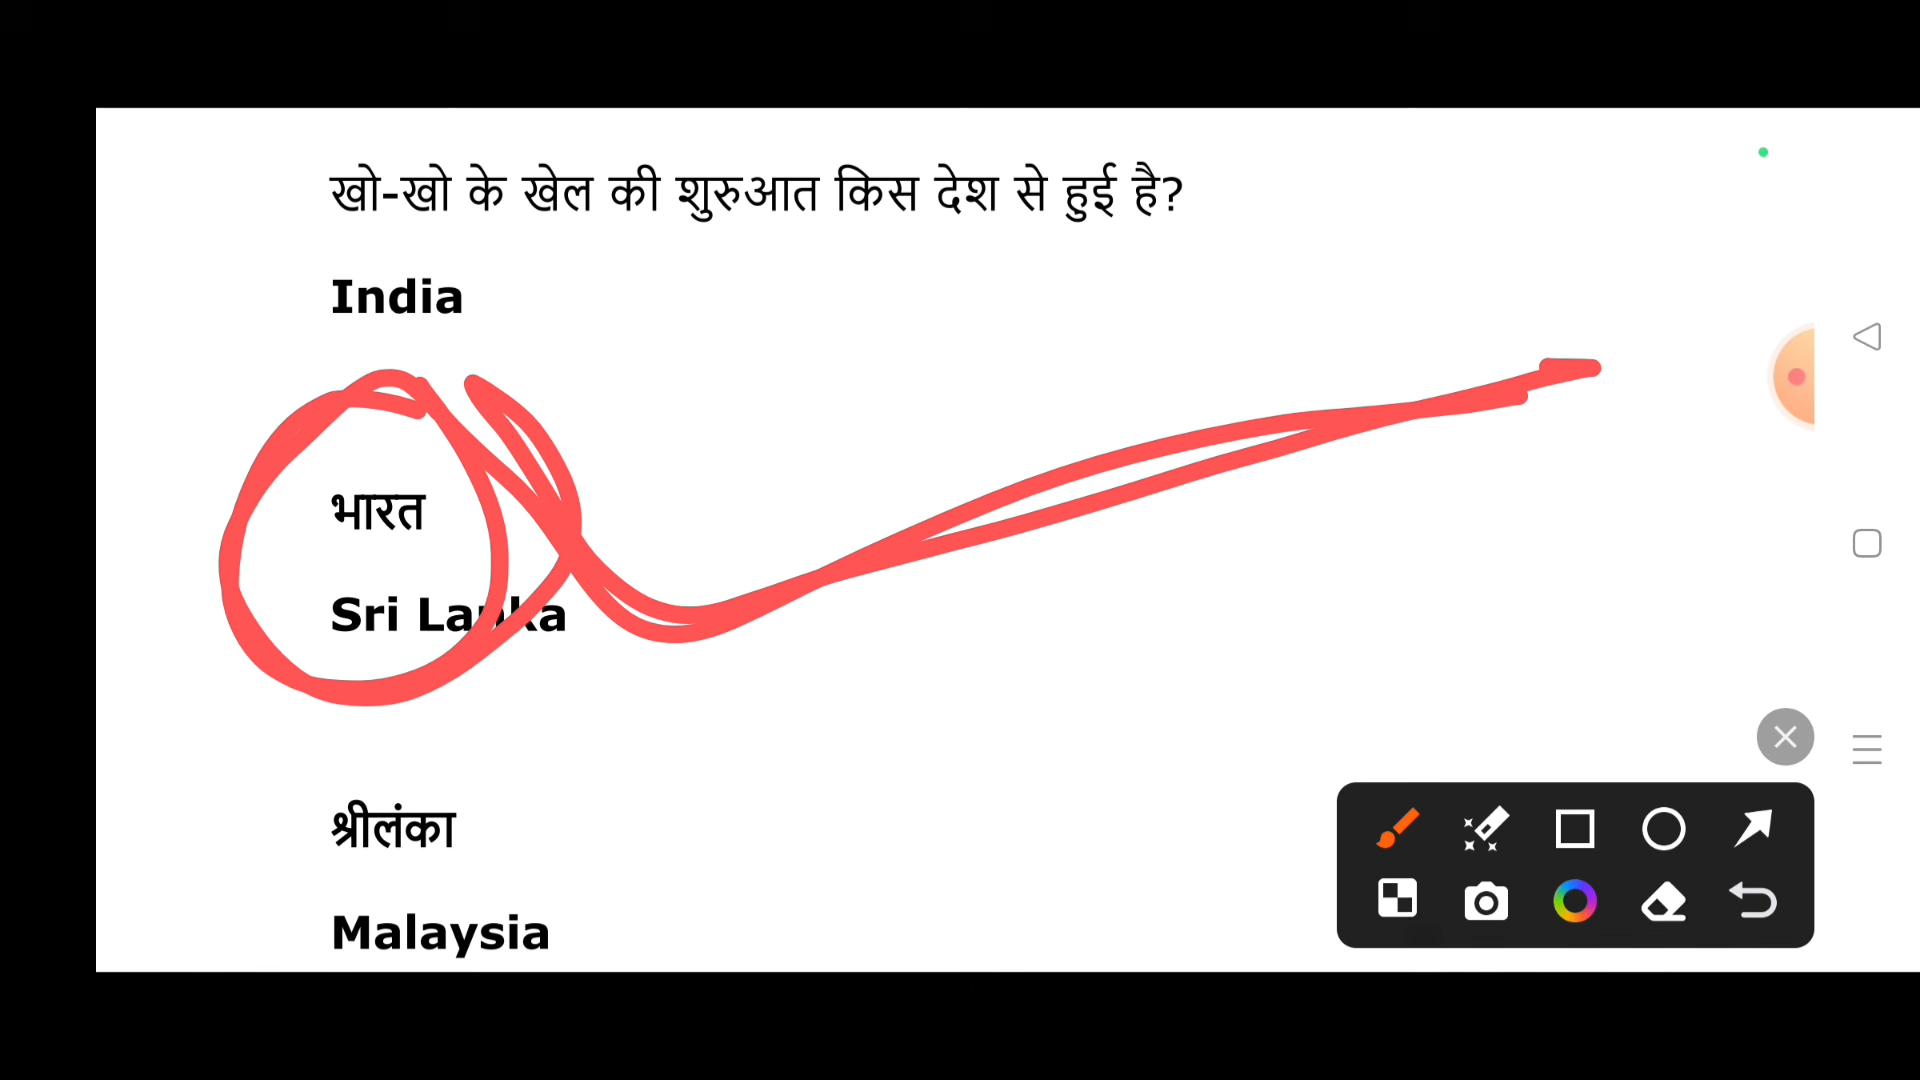 खो-खो के खेल की शुरुआत किस देश से हुई है?
India
भारत
Sri Lanka
श्रीलंका
Malaysia